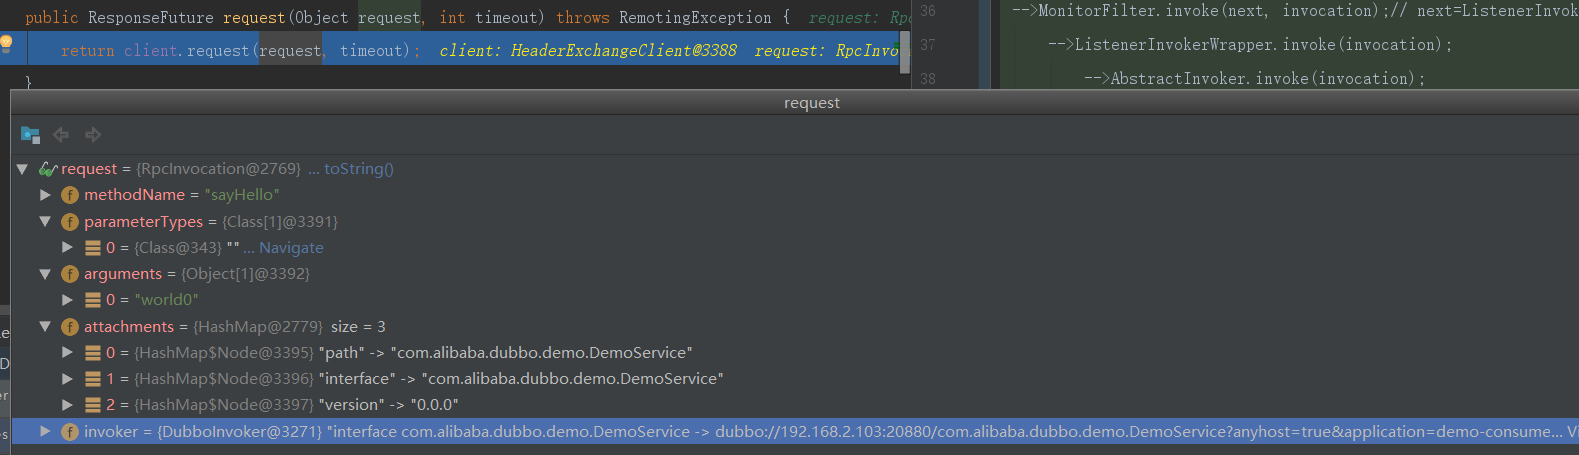 public ResponseFuture request(Object request, int timeout) throws RemotingException {  request: Rpc
return client.request(request, timeout);  client: HeaderExchangeClient@3388  request: RpcInvo
}
36 -->MonitorFilter.invoke(next, invocation);// next=ListenerInvok
37 -->ListenerInvokerWrapper.invoke(invocation);
38 -->AbstractInvoker.invoke(invocation);
request
request = {RpcInvocation@2769} ... toString()
f methodName = "sayHello"
f parameterTypes = {Class[1]@3391}
0 = {Class@343} "" ... Navigate
f arguments = {Object[1]@3392}
0 = "world0"
f attachments = {HashMap@2779} size = 3
0 = {HashMap$Node@3395} "path" -> "com.alibaba.dubbo.demo.DemoService"
1 = {HashMap$Node@3396} "interface" -> "com.alibaba.dubbo.demo.DemoService"
2 = {HashMap$Node@3397} "version" -> "0.0.0"
f invoker = {DubboInvoker@3271} "interface com.alibaba.dubbo.demo.DemoService -> dubbo://192.168.2.103:20880/com.alibaba.dubbo.demo.DemoService?anyhost=true&application=demo-consume... Vi